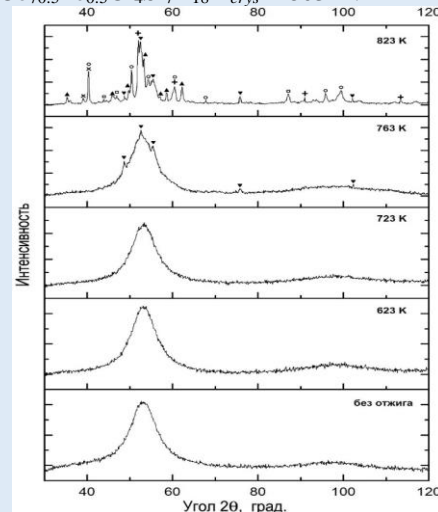 40 60 80 100 120
823 K
763 K
723 K
623 K
без отжига
Интенсивность
40 60 80 100 120
Угол 2θ, град.